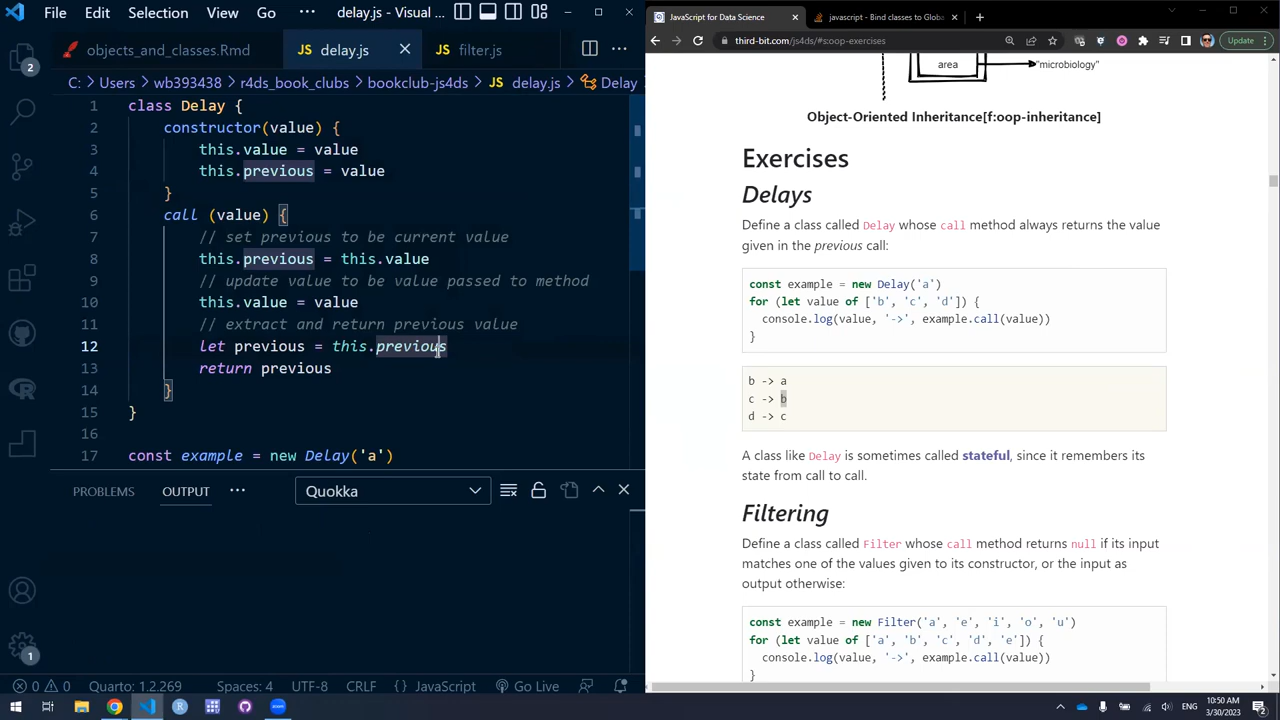 File Edit Selection View Go ··· delay.js - Visual Studio
objects_and_classes.Rmd JS delay.js JS filter.js
C: > Users > wb383438 > r4ds_book_clubs > bookclub-js4ds > JS delay.js > Delay
1 class Delay {
2 constructor(value) {
3 this.value = value
4 this.previous = value
5 }
6 call (value) {
7 // set previous to be current value
8 this.previous = this.value
9 // update value to be value passed to method
10 this.value = value
11 // extract and return previous value
12 let previous = this.previous
13 return previous
14 }
15 }
16
17 const example = new Delay('a')
PROBLEMS OUTPUT ··· Quokka
2
1
0 0 Quarto: 1.2.269 Spaces: 4 UTF-8 CRLF {} JavaScript Go Live
JavaScript for Data Science
javascript - Bind classes to Globa
third-bit.com/js4ds/#s:oop-exercises
Update
area
"microbiology"
Object-Oriented Inheritance[f:oop-inheritance]
Exercises
Delays
Define a class called Delay whose call method always returns the value
given in the previous call:
const example = new Delay('a')
for (let value of ['b', 'c', 'd']) {
console.log(value, '->', example.call(value))
}
b -> a
c -> b
d -> c
A class like Delay is sometimes called stateful, since it remembers its
state from call to call.
Filtering
Define a class called Filter whose call method returns null if its input
matches one of the values given to its constructor, or the input as
output otherwise:
const example = new Filter('a', 'e', 'i', 'o', 'u')
for (let value of ['a', 'b', 'c', 'd', 'e']) {
console.log(value, '->', example.call(value))
}
10:50 AM
3/30/2023
2